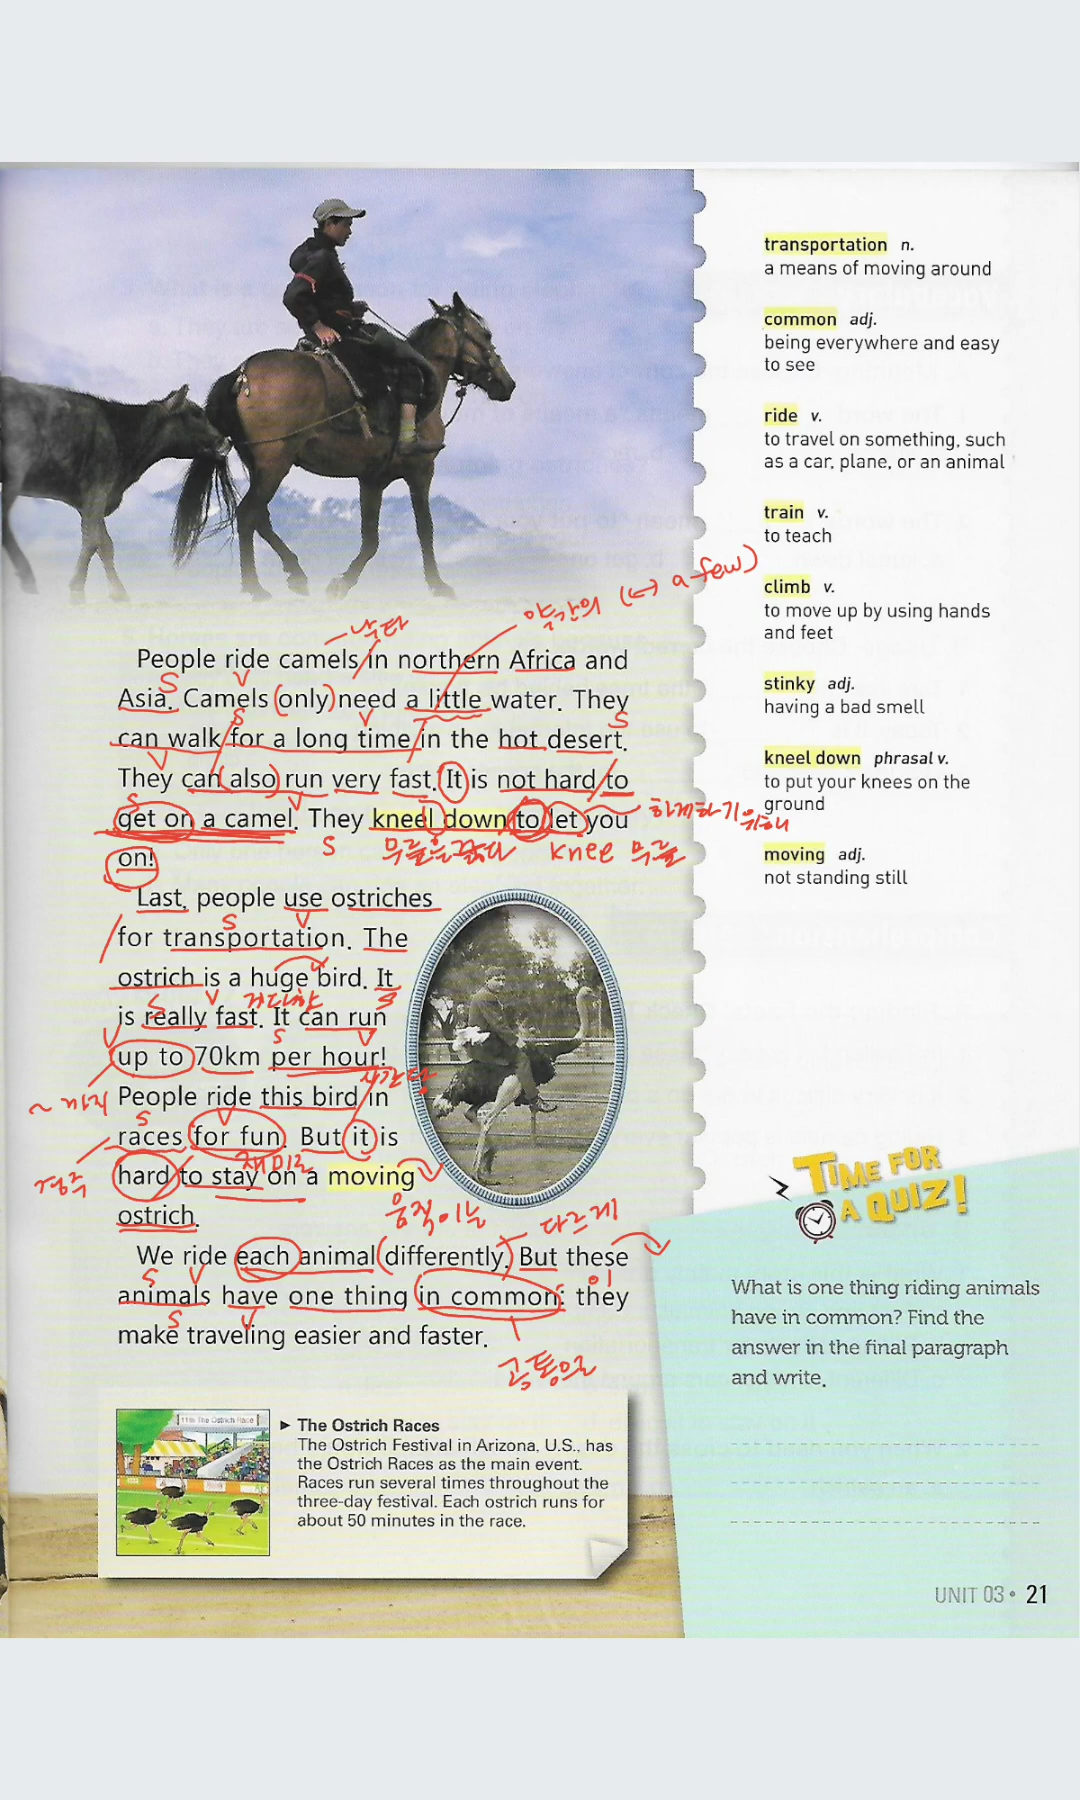 transportation n.
a means of moving around
common adj.
being everywhere and easy
to see
ride v.
to travel on something, such
as a car, plane, or an animal
train v.
to teach
climb v.
to move up by using hands
and feet
stinky adj.
having a bad smell
kneel down phrasal v.
to put your knees on the
ground
moving adj.
not standing still
낙타
약간의 (↔ a few)
People ride camels in northern Africa and
Asia. Camels only need a little water. They
S V
can walk for a long time in the hot desert.
S V S
They can also run very fast. It is not hard to
V
get on a camel. They kneel down to let you
S V
하게하기위해
on!
S 무릎을꿇다 knee 무릎
Last, people use ostriches
S V
for transportation. The
ostrich is a huge bird. It
S V 거대한 S
is really fast. It can run
V S V
up to 70km per hour!
~까지 시간당
People ride this bird in
S V
races for fun. But it is
경주 재미로
hard to stay on a moving
움직이는
ostrich.
다르게
We ride each animal differently. But these
S V 이
animals have one thing in common: they
S V
make traveling easier and faster.
공통으로
▶ The Ostrich Races
The Ostrich Festival in Arizona, U.S., has
the Ostrich Races as the main event.
Races run several times throughout the
three-day festival. Each ostrich runs for
about 50 minutes in the race.
11th The Ostrich Race
TIME FOR
A QUIZ!
What is one thing riding animals
have in common? Find the
answer in the final paragraph
and write.
UNIT 03 • 21